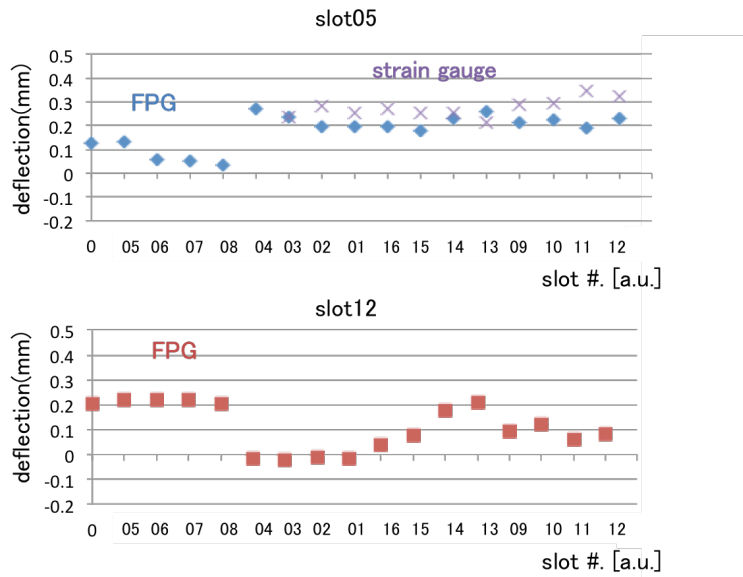 slot05
0.5
0.4
0.3
0.2
0.1
0
-0.1
-0.2
deflection(mm)
FPG
strain gauge
0 05 06 07 08 04 03 02 01 16 15 14 13 09 10 11 12
slot #. [a.u.]
slot12
0.5
0.4
0.3
0.2
0.1
0
-0.1
-0.2
deflection(mm)
FPG
0 05 06 07 08 04 03 02 01 16 15 14 13 09 10 11 12
slot #. [a.u.]